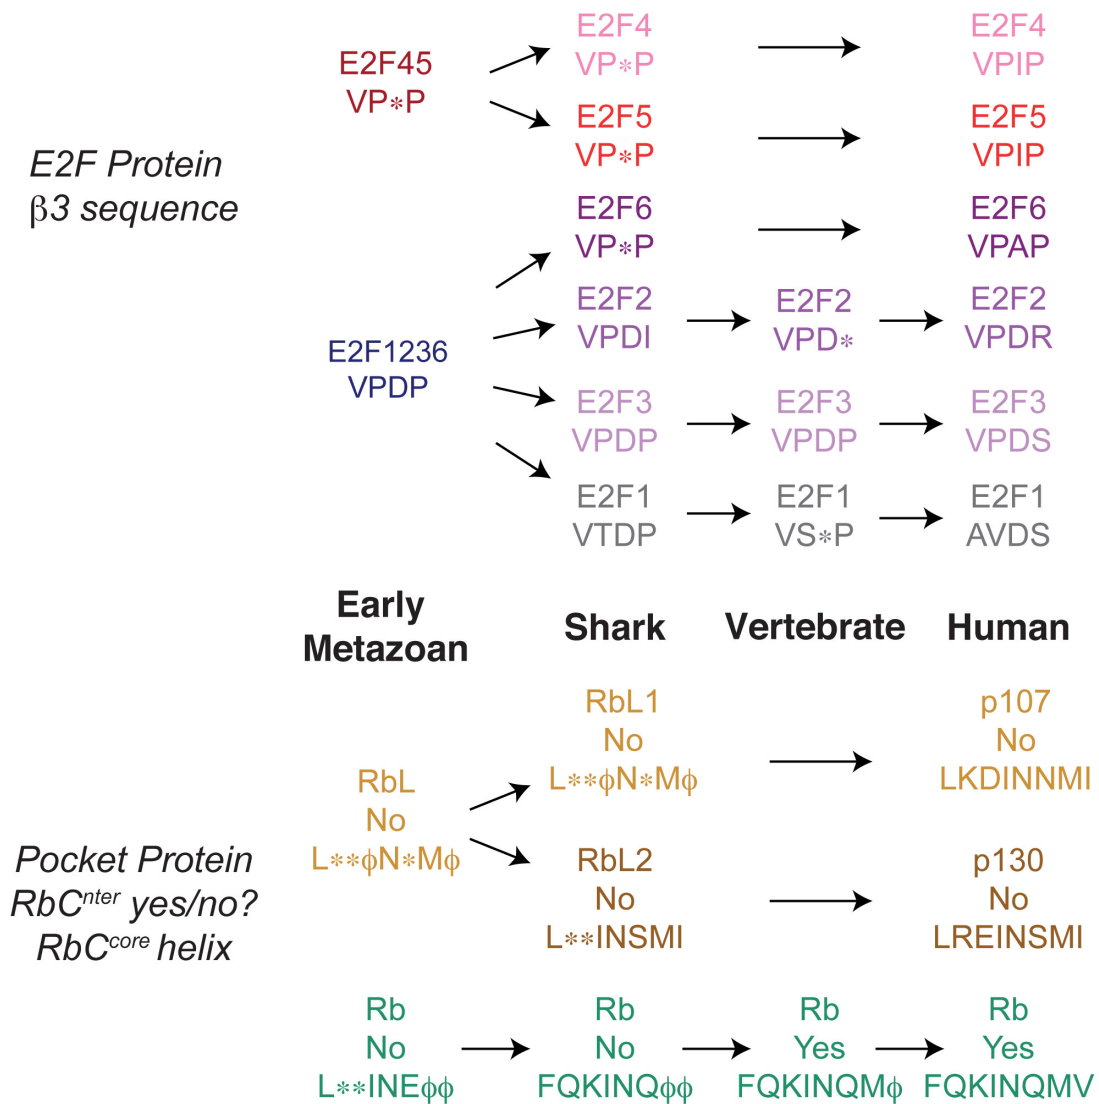 E2F Protein
β3 sequence
E2F45
VP*P
E2F4
VP*P
E2F4
VPIP
E2F5
VP*P
E2F5
VPIP
E2F1236
VPDP
E2F6
VP*P
E2F6
VPAP
E2F2
VPDI
E2F2
VPD*
E2F2
VPDR
E2F3
VPDP
E2F3
VPDP
E2F3
VPDS
E2F1
VTDP
E2F1
VS*P
E2F1
AVDS
Early
Metazoan
Shark
Vertebrate
Human
Pocket Protein
RbCnter yes/no?
RbCcore helix
RbL
No
L**ϕN*Mϕ
RbL1
No
L**ϕN*Mϕ
p107
No
LKDINNMI
RbL2
No
L**INSMI
p130
No
LREINSMI
Rb
No
L**INEϕϕ
Rb
No
FQKINQϕϕ
Rb
Yes
FQKINQMϕ
Rb
Yes
FQKINQMV